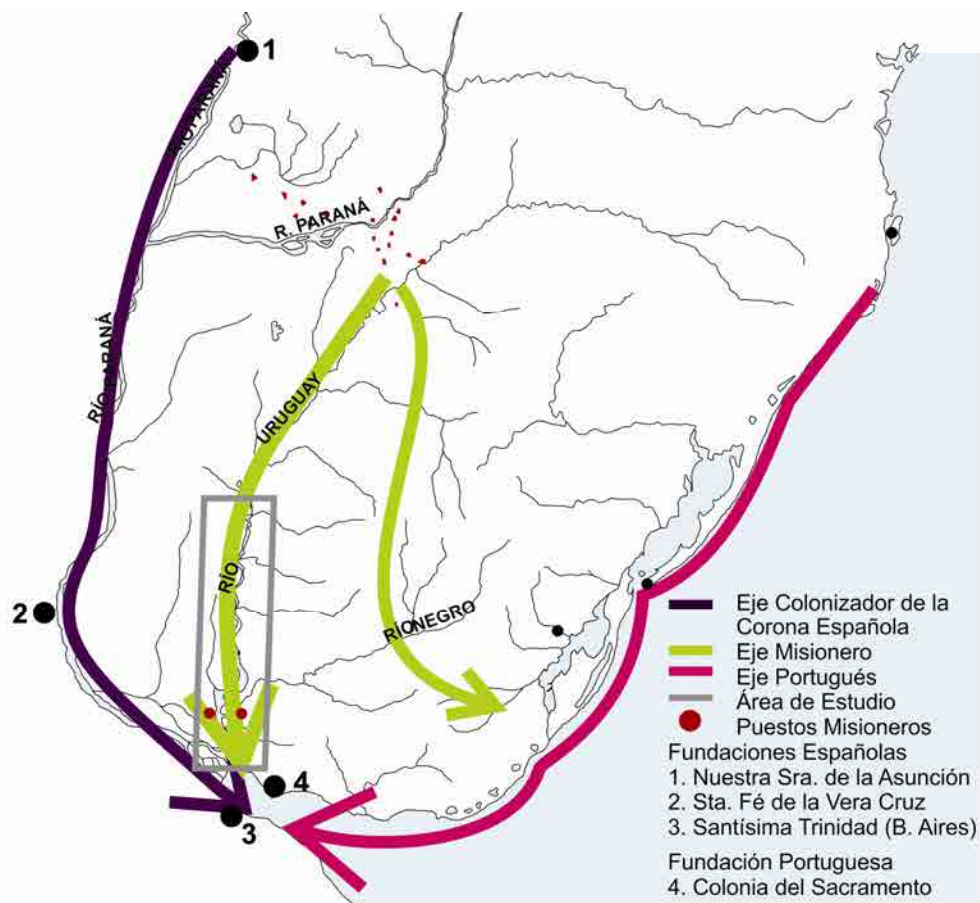 1
RÍO PARANÁ
R. PARANÁ
RÍO PARANÁ
URUGUAY
RÍO
2
RÍO NEGRO
4
3
Eje Colonizador de la
Corona Española
Eje Misionero
Eje Portugués
Área de Estudio
Puestos Misioneros
Fundaciones Españolas
1. Nuestra Sra. de la Asunción
2. Sta. Fé de la Vera Cruz
3. Santísima Trinidad (B. Aires)
Fundación Portuguesa
4. Colonia del Sacramento